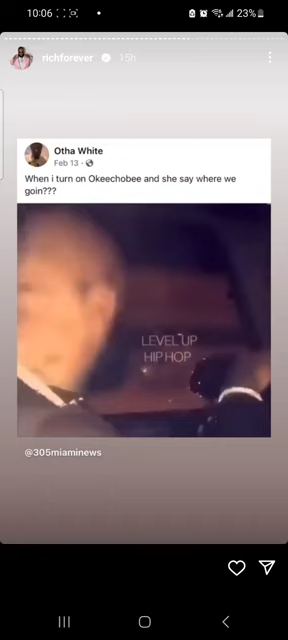 10:06
23%
richforever 15h
Otha White
Feb 13 ·
When i turn on Okeechobee and she say where we
goin???
LEVEL UP
HIP HOP
@305miaminews